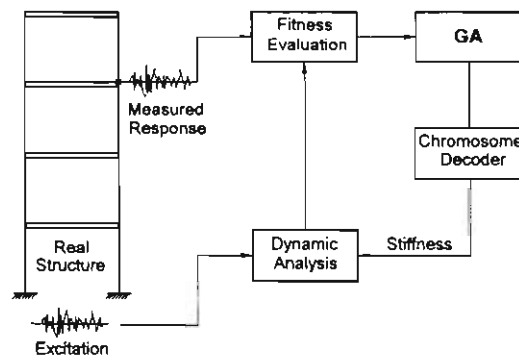 Fitness
Evaluation
GA
Measured
Response
Chromosome
Decoder
Real
Structure
Dynamic
Analysis
Stiffness
Excitation